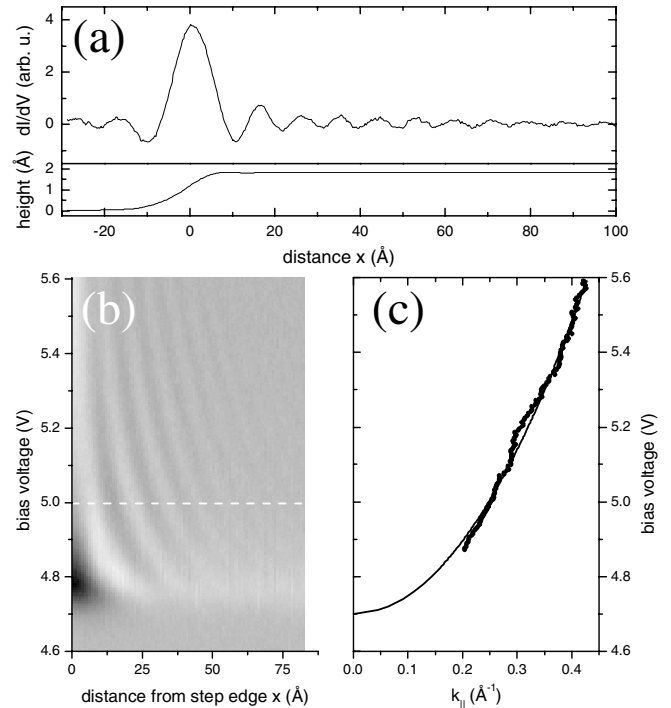 (a)
dI/dV (arb. u.)
4
2
0
height (Å)
2
1
0
-20 0 20 40 60 80 100
distance x (Å)
(b)
bias voltage (V)
5.6
5.4
5.2
5.0
4.8
4.6
0 25 50 75
distance from step edge x (Å)
(c)
5.6
5.4
5.2
5.0
4.8
4.6
bias voltage (V)
0.0 0.1 0.2 0.3 0.4
k|| (Å-1)